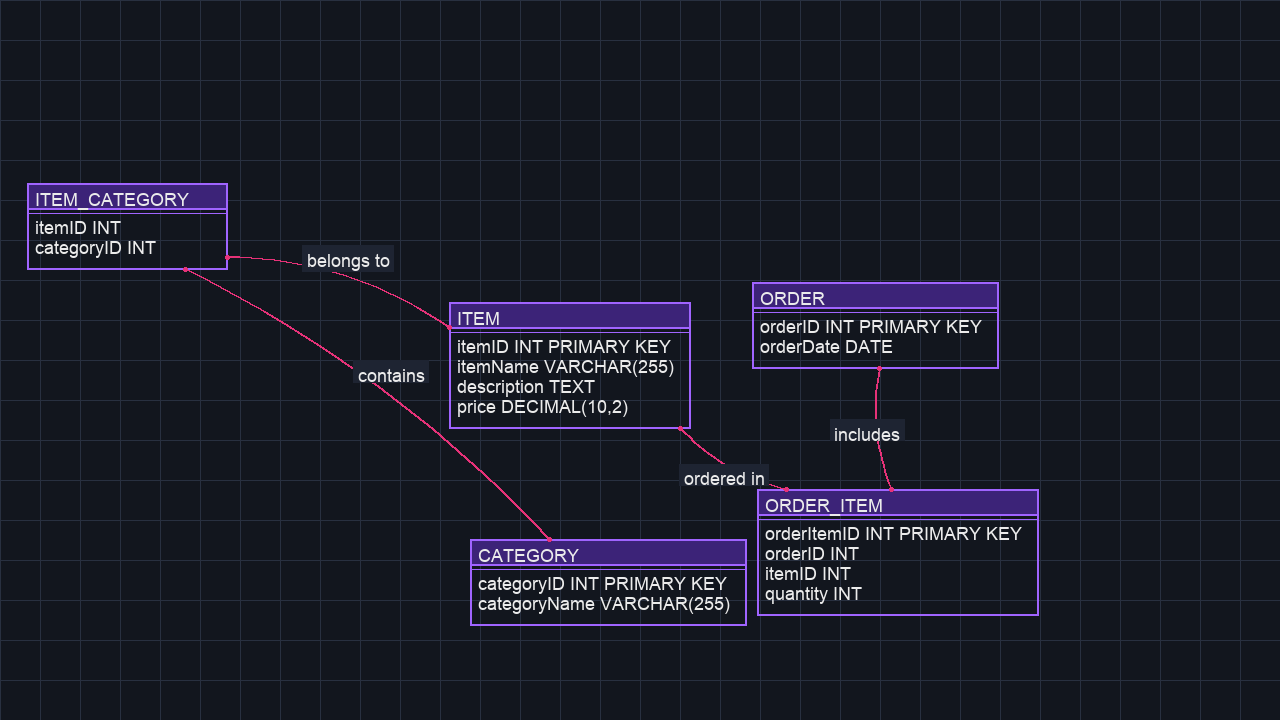 ITEM_CATEGORY
itemID INT
categoryID INT
belongs to
contains
ITEM
itemID INT PRIMARY KEY
itemName VARCHAR(255)
description TEXT
price DECIMAL(10,2)
ORDER
orderID INT PRIMARY KEY
orderDate DATE
includes
ordered in
CATEGORY
categoryID INT PRIMARY KEY
categoryName VARCHAR(255)
ORDER_ITEM
orderItemID INT PRIMARY KEY
orderID INT
itemID INT
quantity INT